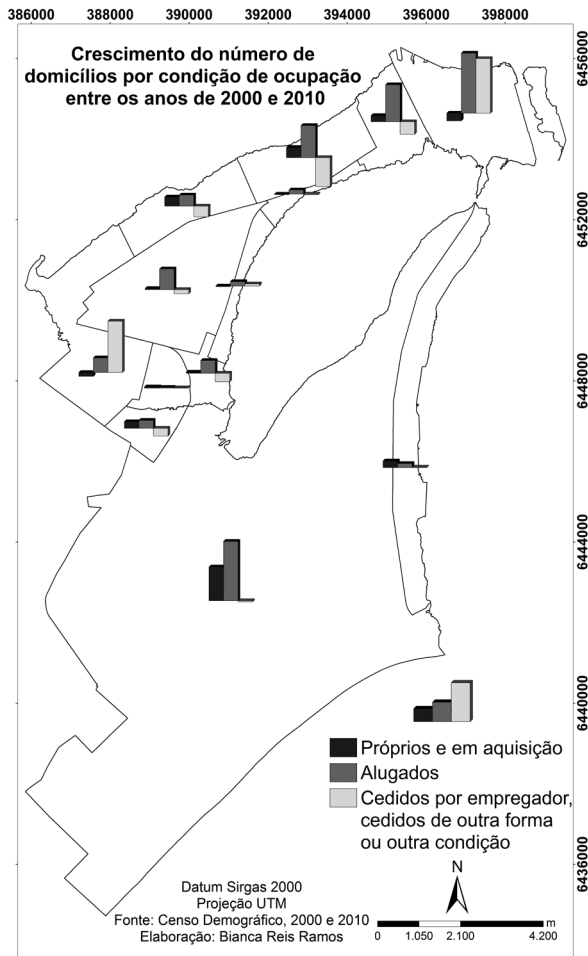 386000 388000 390000 392000 394000 396000 398000
Crescimento do número de
domicílios por condição de ocupação
entre os anos de 2000 e 2010
6456000
6452000
6448000
6444000
6440000
6436000
Próprios e em aquisição
Alugados
Cedidos por empregador,
cedidos de outra forma
ou outra condição
N
Datum Sirgas 2000
Projeção UTM
Fonte: Censo Demográfico, 2000 e 2010
Elaboração: Bianca Reis Ramos
m
0 1.050 2.100 4.200